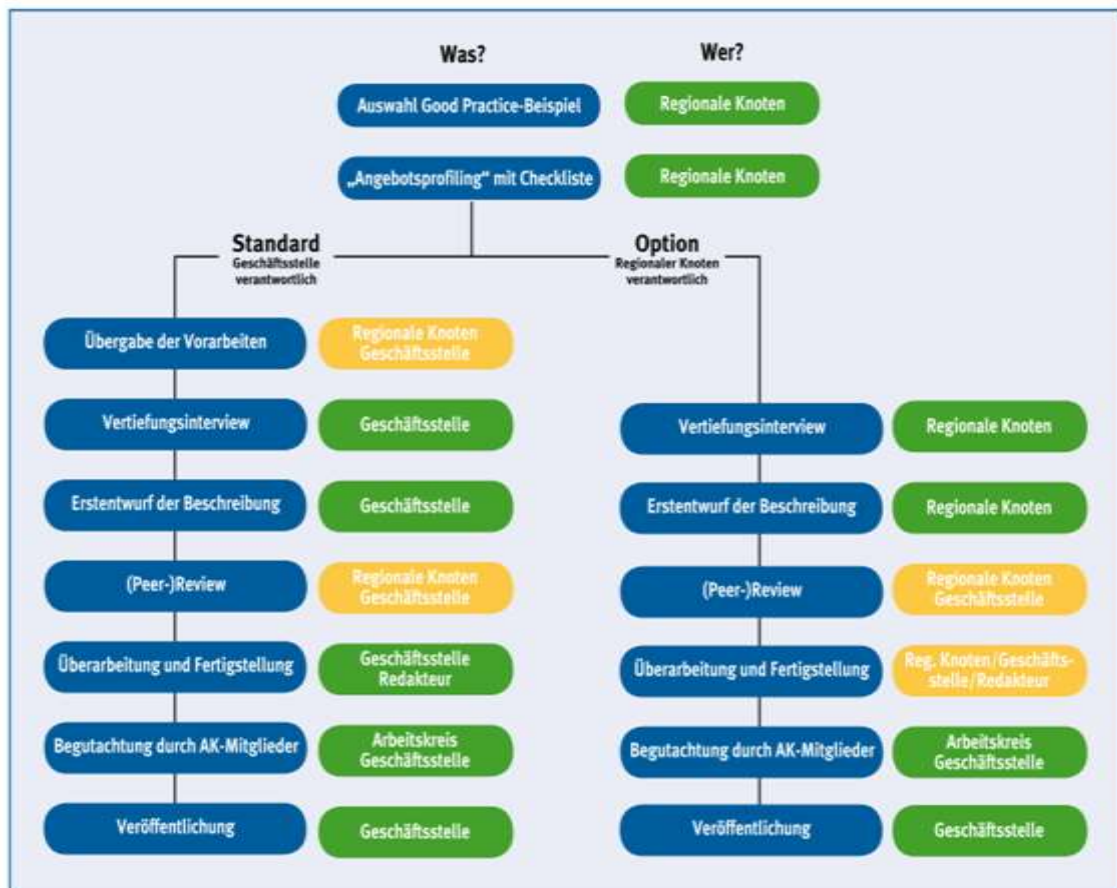 Was?
Wer?
Auswahl Good Practice-Beispiel
Regionale Knoten
„Angebotsprofiling“ mit Checkliste
Regionale Knoten
Standard
Geschäftsstelle
verantwortlich
Option
Regionaler Knoten
verantwortlich
Übergabe der Vorarbeiten
Regionale Knoten
Geschäftsstelle
Vertiefungsinterview
Geschäftsstelle
Erstentwurf der Beschreibung
Geschäftsstelle
(Peer-)Review
Regionale Knoten
Geschäftsstelle
Überarbeitung und Fertigstellung
Geschäftsstelle
Redakteur
Begutachtung durch AK-Mitglieder
Arbeitskreis
Geschäftsstelle
Veröffentlichung
Geschäftsstelle
Vertiefungsinterview
Regionale Knoten
Erstentwurf der Beschreibung
Regionale Knoten
(Peer-)Review
Regionale Knoten
Geschäftsstelle
Überarbeitung und Fertigstellung
Reg. Knoten/Geschäfts-
stelle/Redakteur
Begutachtung durch AK-Mitglieder
Arbeitskreis
Geschäftsstelle
Veröffentlichung
Geschäftsstelle